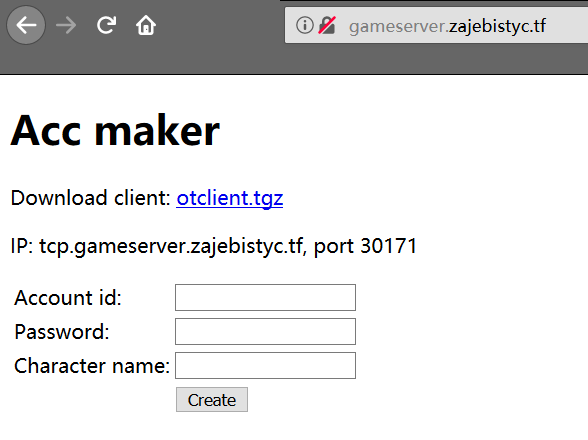 gameserver.zajebistyc.tf
Acc maker
Download client: otclient.tgz
IP: tcp.gameserver.zajebistyc.tf, port 30171
Account id:
Password:
Character name:
Create